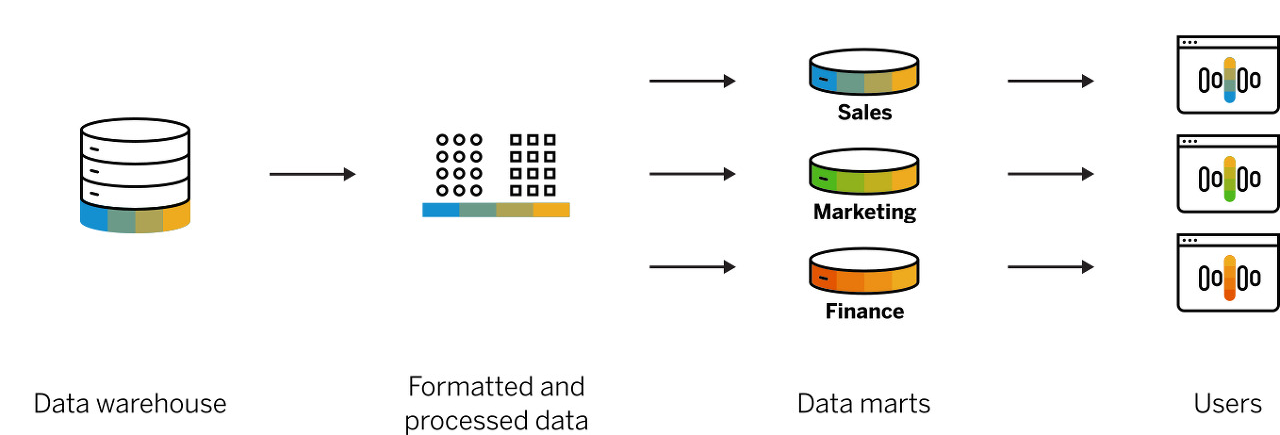 Sales
Marketing
Finance
Data warehouse
Formatted and
processed data
Data marts
Users